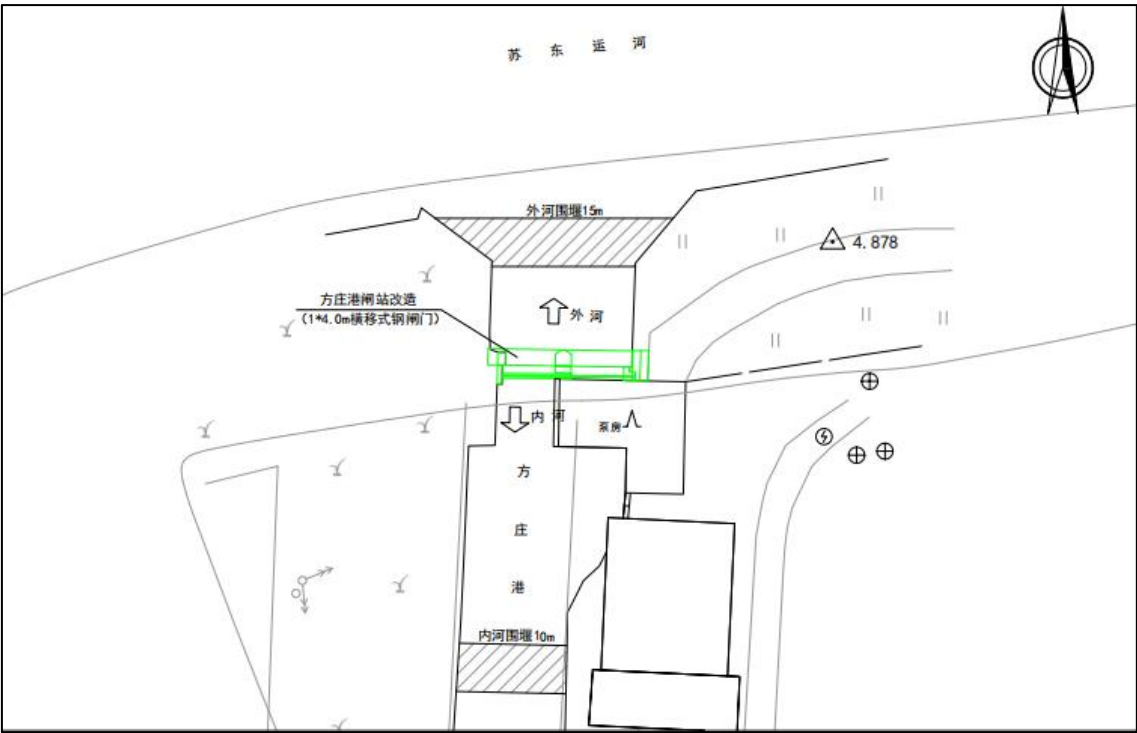 苏东运河
外河围堰15m
4.878
方庄港闸站改造
(1*4.0m横移式钢闸门)
外河
内河
泵房
方
庄
港
内河围堰10m